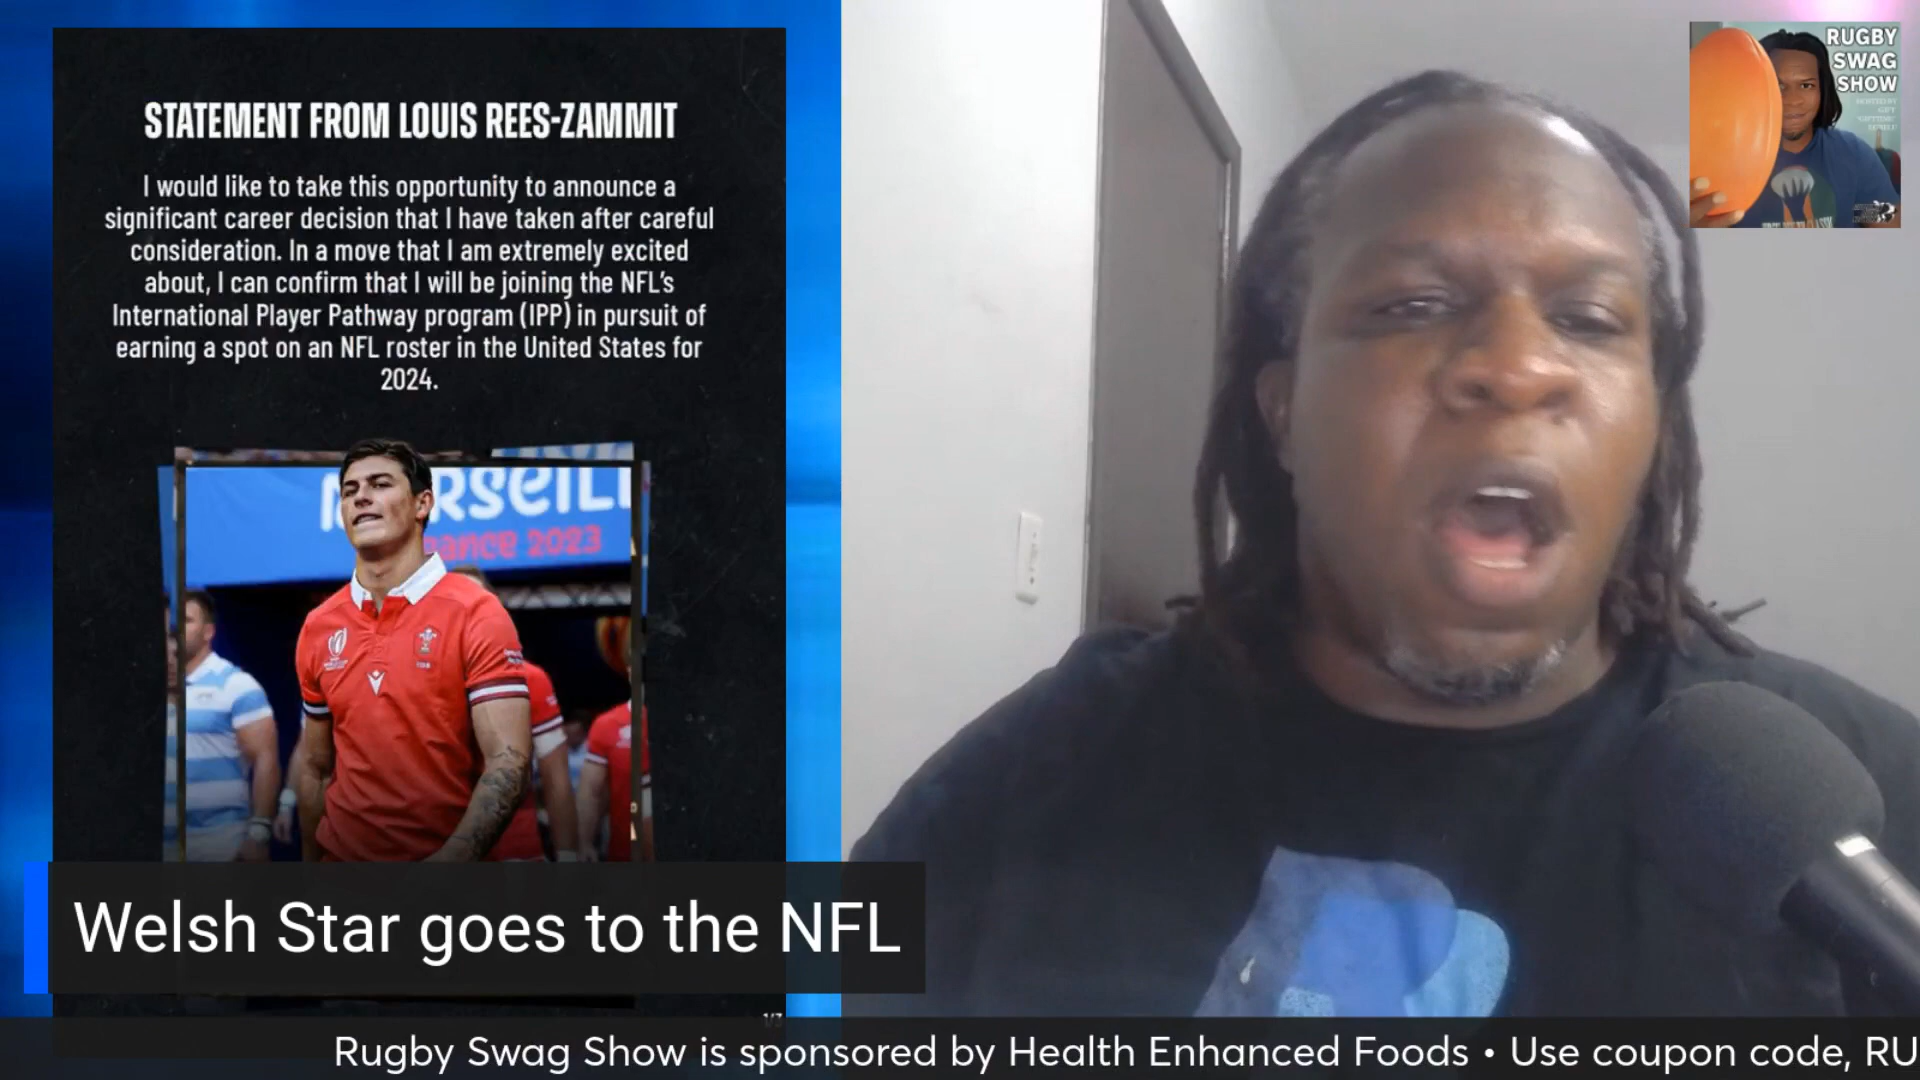 STATEMENT FROM LOUIS REES-ZAMMIT
I would like to take this opportunity to announce a
significant career decision that I have taken after careful
consideration. In a move that I am extremely excited
about, I can confirm that I will be joining the NFL's
International Player Pathway program (IPP) in pursuit of
earning a spot on an NFL roster in the United States for
2024.
2023
RUGBY
SWAG
SHOW
HOSTED BY
Welsh Star goes to the NFL
1/3
Rugby Swag Show is sponsored by Health Enhanced Foods • Use coupon code, RU